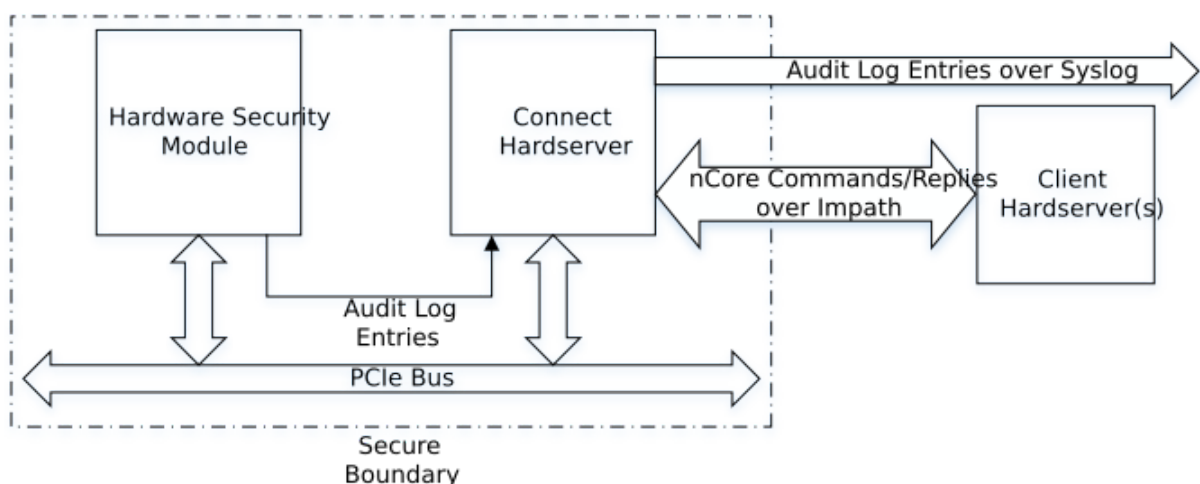 Audit Log Entries over Syslog
Hardware Security
Module
Connect
Hardserver
nCore Commands/Replies
over Impath
Client
Hardserver(s)
Audit Log
Entries
PCIe Bus
Secure
Boundary